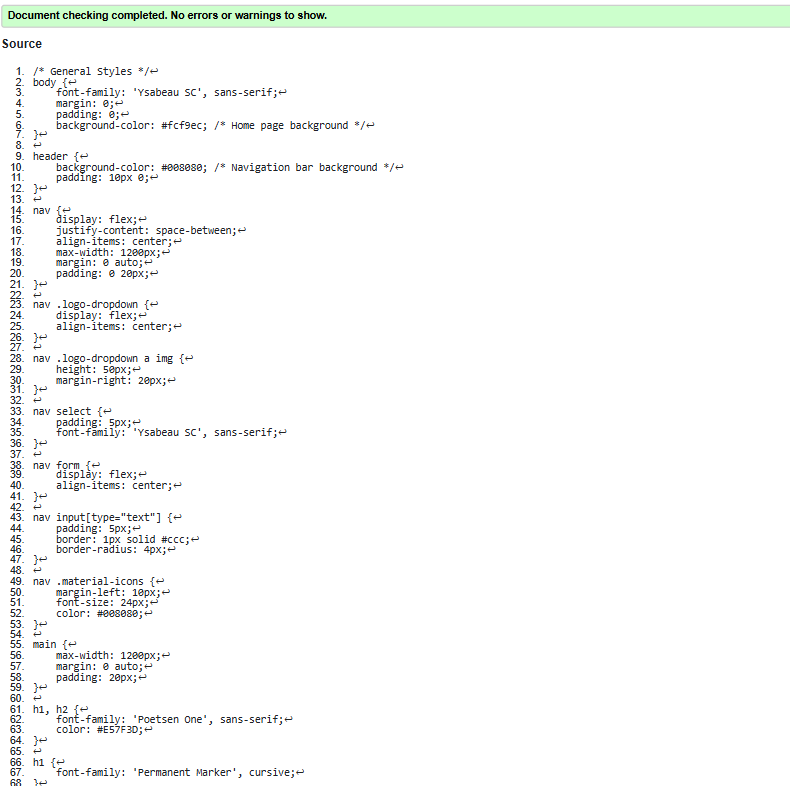 Document checking completed. No errors or warnings to show.
Source
1. /* General Styles */↩
2. body {↩
3. font-family: 'Ysabeau SC', sans-serif;↩
4. margin: 0;↩
5. padding: 0;↩
6. background-color: #fcf9ec; /* Home page background */↩
7. }↩
8. ↩
9. header {↩
10. background-color: #008080; /* Navigation bar background */↩
11. padding: 10px 0;↩
12. }↩
13. ↩
14. nav {↩
15. display: flex;↩
16. justify-content: space-between;↩
17. align-items: center;↩
18. max-width: 1200px;↩
19. margin: 0 auto;↩
20. padding: 0 20px;↩
21. }↩
22. ↩
23. nav .logo-dropdown {↩
24. display: flex;↩
25. align-items: center;↩
26. }↩
27. ↩
28. nav .logo-dropdown a img {↩
29. height: 50px;↩
30. margin-right: 20px;↩
31. }↩
32. ↩
33. nav select {↩
34. padding: 5px;↩
35. font-family: 'Ysabeau SC', sans-serif;↩
36. }↩
37. ↩
38. nav form {↩
39. display: flex;↩
40. align-items: center;↩
41. }↩
42. ↩
43. nav input[type="text"] {↩
44. padding: 5px;↩
45. border: 1px solid #ccc;↩
46. border-radius: 4px;↩
47. }↩
48. ↩
49. nav .material-icons {↩
50. margin-left: 10px;↩
51. font-size: 24px;↩
52. color: #008080;↩
53. }↩
54. ↩
55. main {↩
56. max-width: 1200px;↩
57. margin: 0 auto;↩
58. padding: 20px;↩
59. }↩
60. ↩
61. h1, h2 {↩
62. font-family: 'Poetsen One', sans-serif;↩
63. color: #E57F3D;↩
64. }↩
65. ↩
66. h1 {↩
67. font-family: 'Permanent Marker', cursive;↩
68. }↩